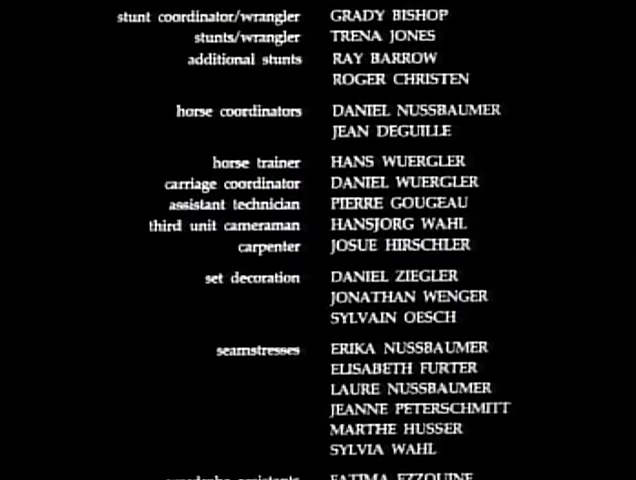 stunt coordinator/wrangler GRADY BISHOP
stunts/wrangler TRENA JONES
additional stunts RAY BARROW
ROGER CHRISTEN
horse coordinators DANIEL NUSSBAUMER
JEAN DEGUILLE
horse trainer HANS WUERGLER
carriage coordinator DANIEL WUERGLER
assistant technician PIERRE GOUGEAU
third unit cameraman HANSJORG WAHL
carpenter JOSUE HIRSCHLER
set decoration DANIEL ZIEGLER
JONATHAN WENGER
SYLVAIN OESCH
seamstresses ERIKA NUSSBAUMER
ELISABETH FURTER
LAURE NUSSBAUMER
JEANNE PETERSCHMITT
MARTHE HUSSER
SYLVIA WAHL
assistants FATIMA EZZOUINE